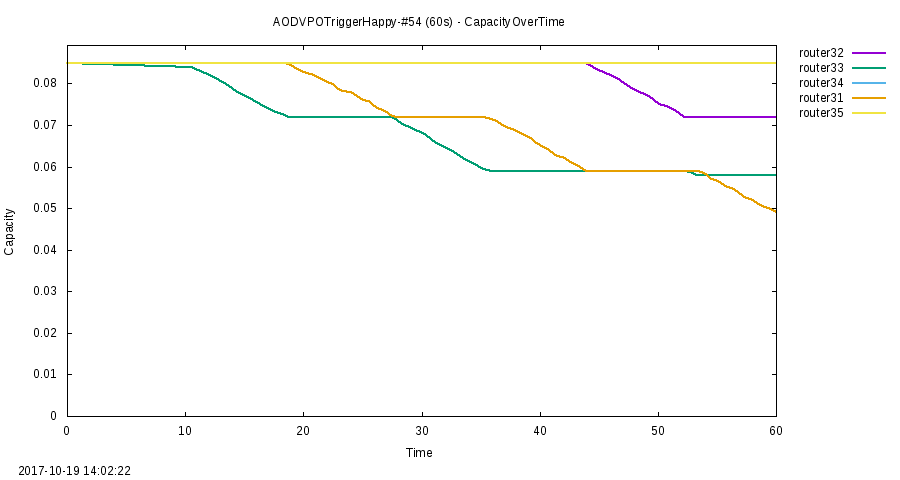 AODVPOTriggerHappy-#54 (60s) - CapacityOverTime
router32
router33
router34
router31
router35
0.08
0.07
0.06
0.05
0.04
0.03
0.02
0.01
0
Capacity
0 10 20 30 40 50 60
Time
2017-10-19 14:02:22